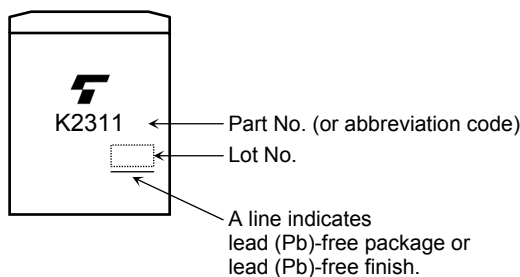 K2311
Part No. (or abbreviation code)
Lot No.
A line indicates
lead (Pb)-free package or
lead (Pb)-free finish.